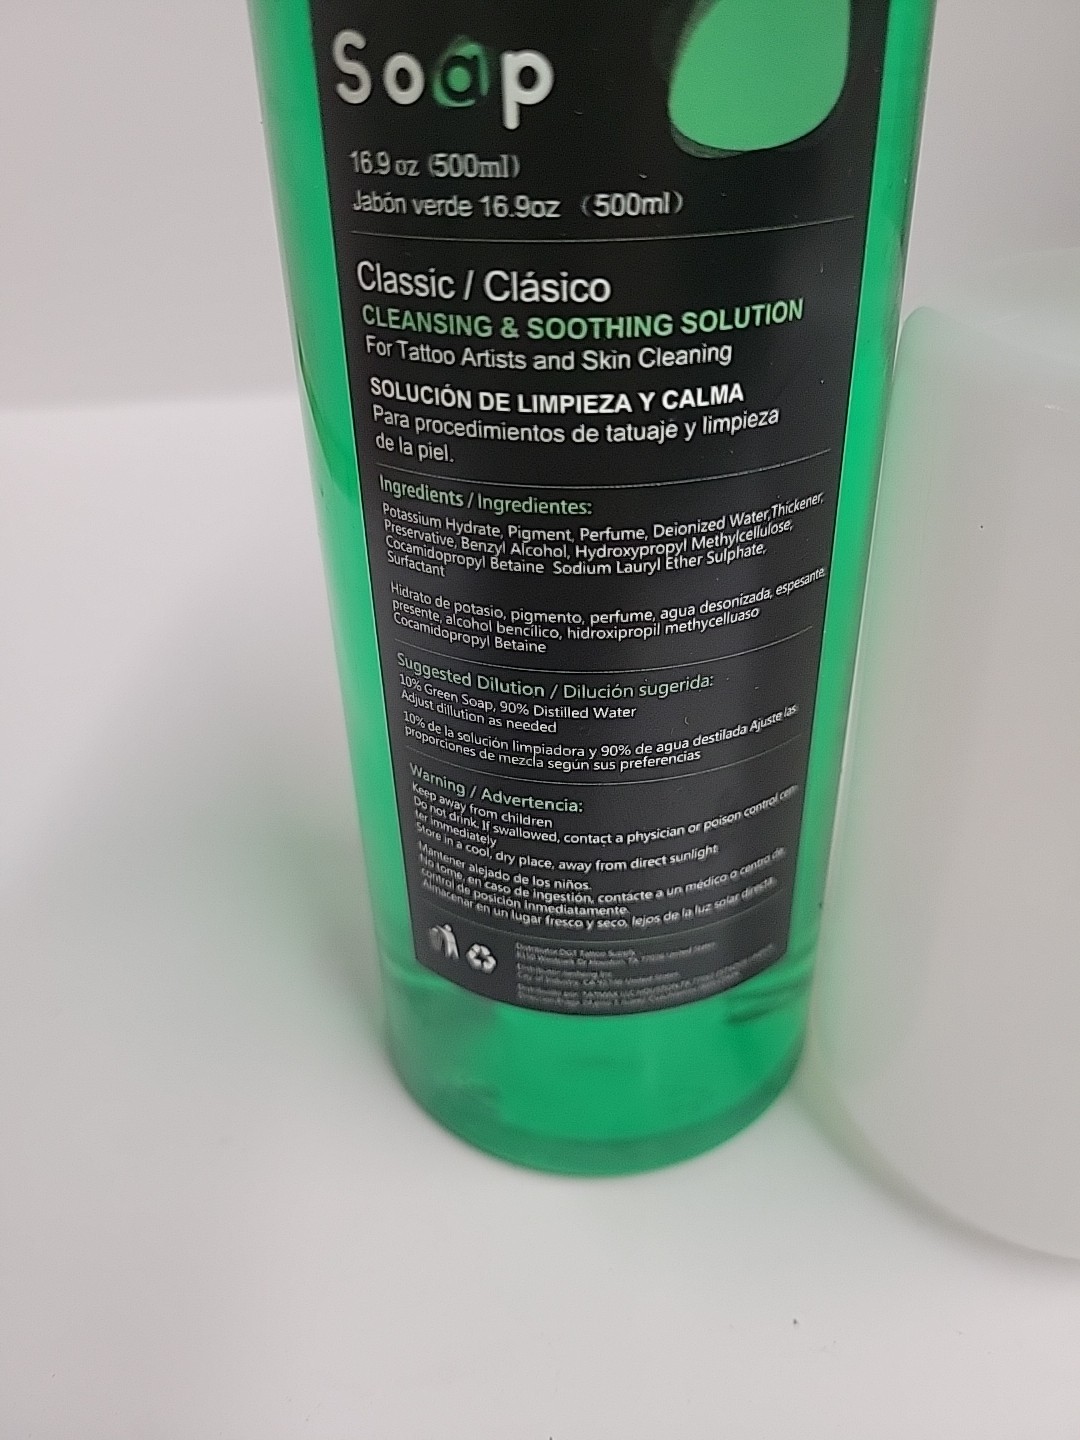 Soap
16.9 oz (500ml)
Jabón verde 16.9oz (500ml)
Classic / Clásico
CLEANSING & SOOTHING SOLUTION
For Tattoo Artists and Skin Cleaning
SOLUCIÓN DE LIMPIEZA Y CALMA
Para procedimientos de tatuaje y limpieza
de la piel.
Ingredients / Ingredientes:
Potassium Hydrate, Pigment, Perfume, Deionized Water,Thickener,
Preservative, Benzyl Alcohol, Hydroxypropyl Methylcellulose,
Cocamidopropyl Betaine Sodium Lauryl Ether Sulphate,
Surfactant
Hidrato de potasio, pigmento, perfume, agua desonizada, espesante,
presente, alcohol bencílico, hidroxipropil methycelluaso
Cocamidopropyl Betaine
Suggested Dilution / Dilución sugerida:
10% Green Soap, 90% Distilled Water
Adjust dillution as needed
10% de la solución limpiadora y 90% de agua destilada Ajuste las
proporciones de mezcla según sus preferencias
Warning / Advertencia:
Keep away from children
Do not drink. If swallowed, contact a physician or poison control cen-
ter immediately
Store in a cool, dry place, away from direct sunlight
Mantener alejado de los niños.
No tome, en caso de ingestión, contácte a un médico o centro de
control de posición Inmediatamente.
Almacenar en un lugar fresco y seco, lejos de la luz solar directa.